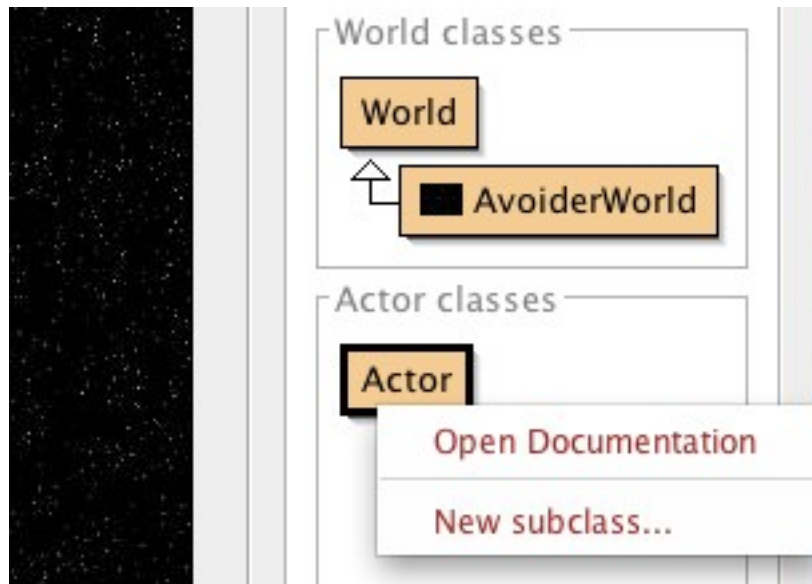 World classes
World
AvoiderWorld
Actor classes
Actor
Open Documentation
New subclass...